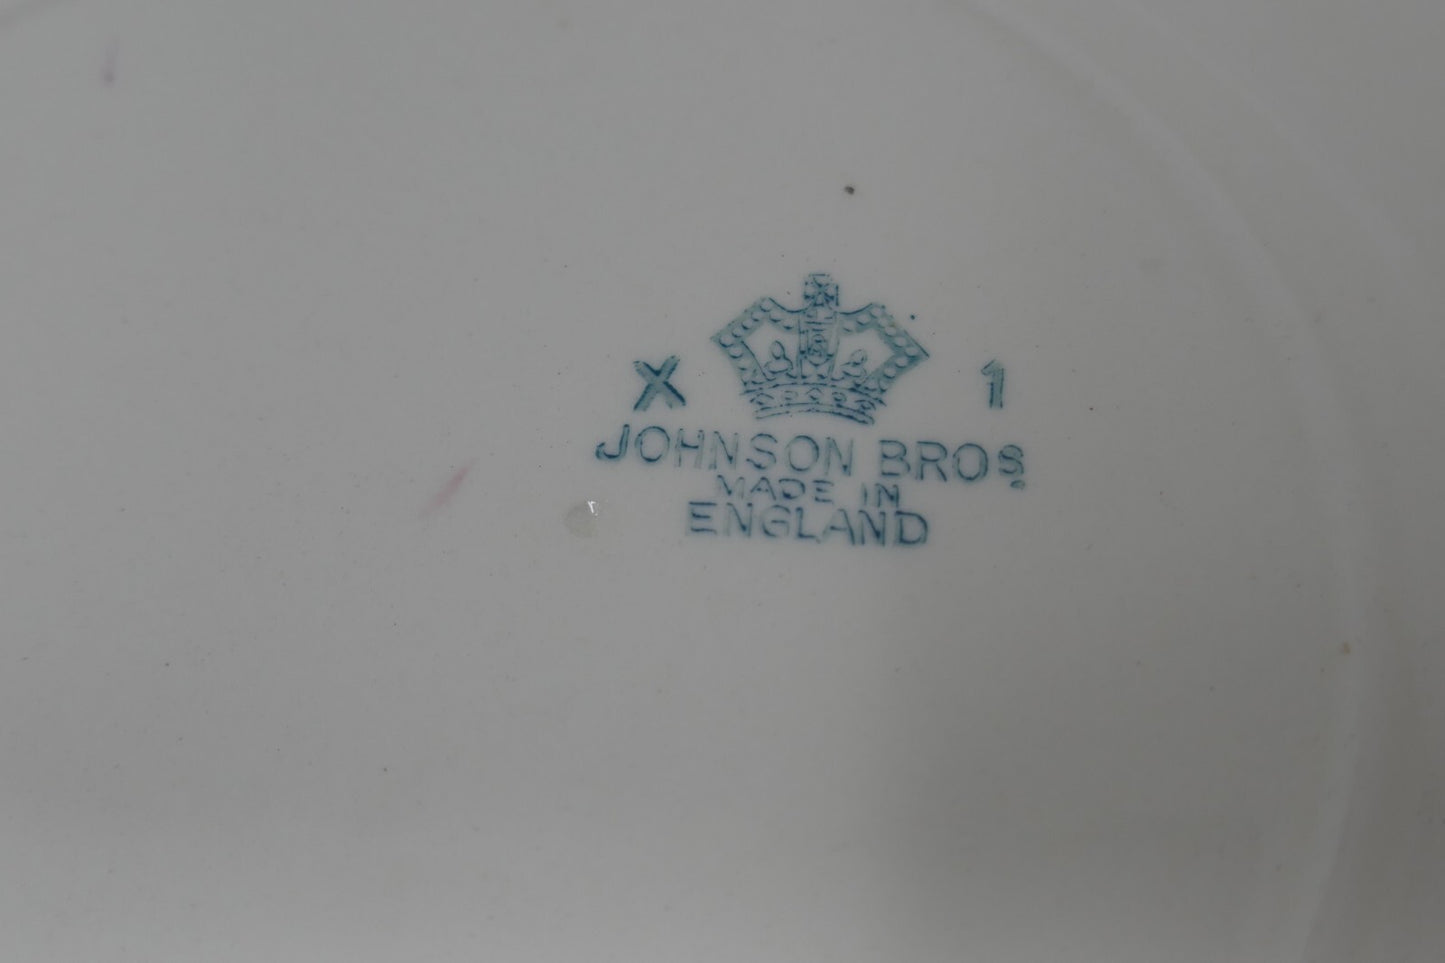 X 1
JOHNSON BROS.
MADE IN
ENGLAND